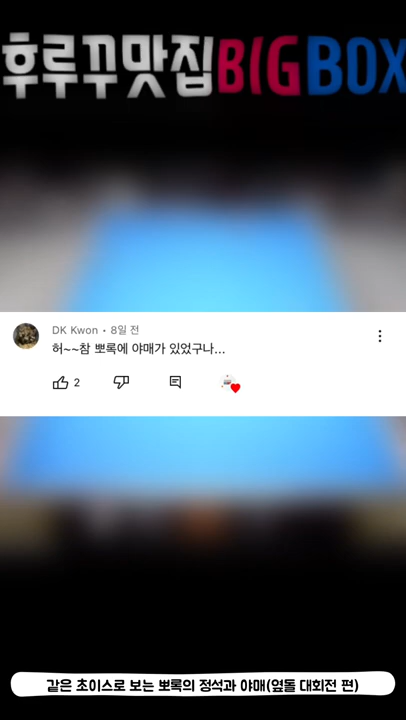 후루꾸맛집BIGBOX
DK Kwon • 8일 전
허~~참 뽀록에 야매가 있었구나...
2
같은 초이스로 보는 뽀록의 정석과 야매(옆돌 대회전 편)